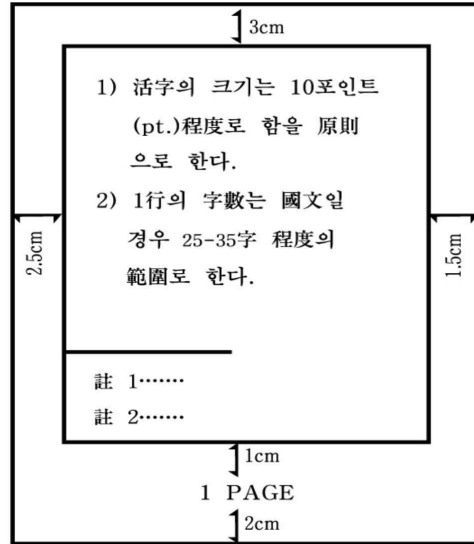 3cm
1) 活字의 크기는 10포인트
(pt.)程度로 함을 原則
으로 한다.
2) 1行의 字數는 國文일
경우 25-35字 程度의
範圍로 한다.
2.5cm
1.5cm
註 1·······
註 2·······
1cm
1 PAGE
2cm